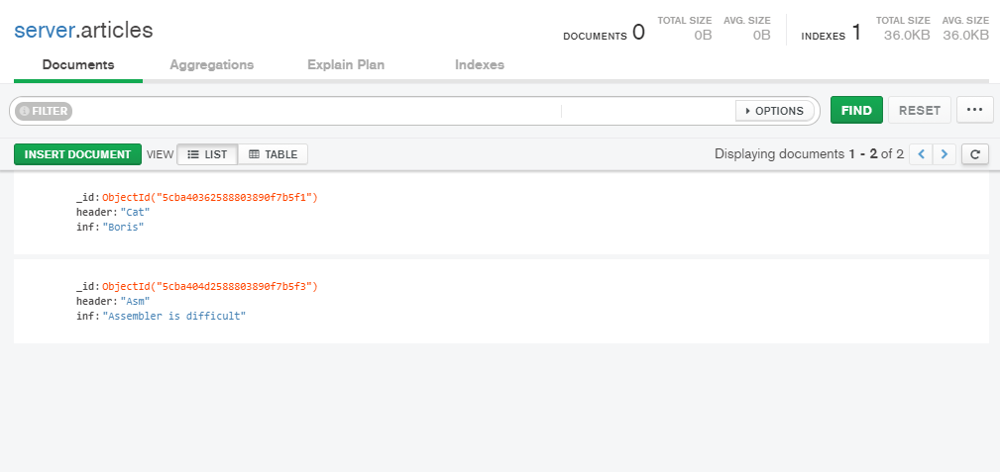 server.articles
DOCUMENTS 0 TOTAL SIZE 0B AVG. SIZE 0B INDEXES 1 TOTAL SIZE 36.0KB AVG. SIZE 36.0KB
Documents Aggregations Explain Plan Indexes
FILTER OPTIONS FIND RESET ...
INSERT DOCUMENT VIEW LIST TABLE Displaying documents 1 - 2 of 2
_id: ObjectId("5cba40362588803890f7b5f1")
header: "Cat"
inf: "Boris"
_id: ObjectId("5cba404d2588803890f7b5f3")
header: "Asm"
inf: "Assembler is difficult"